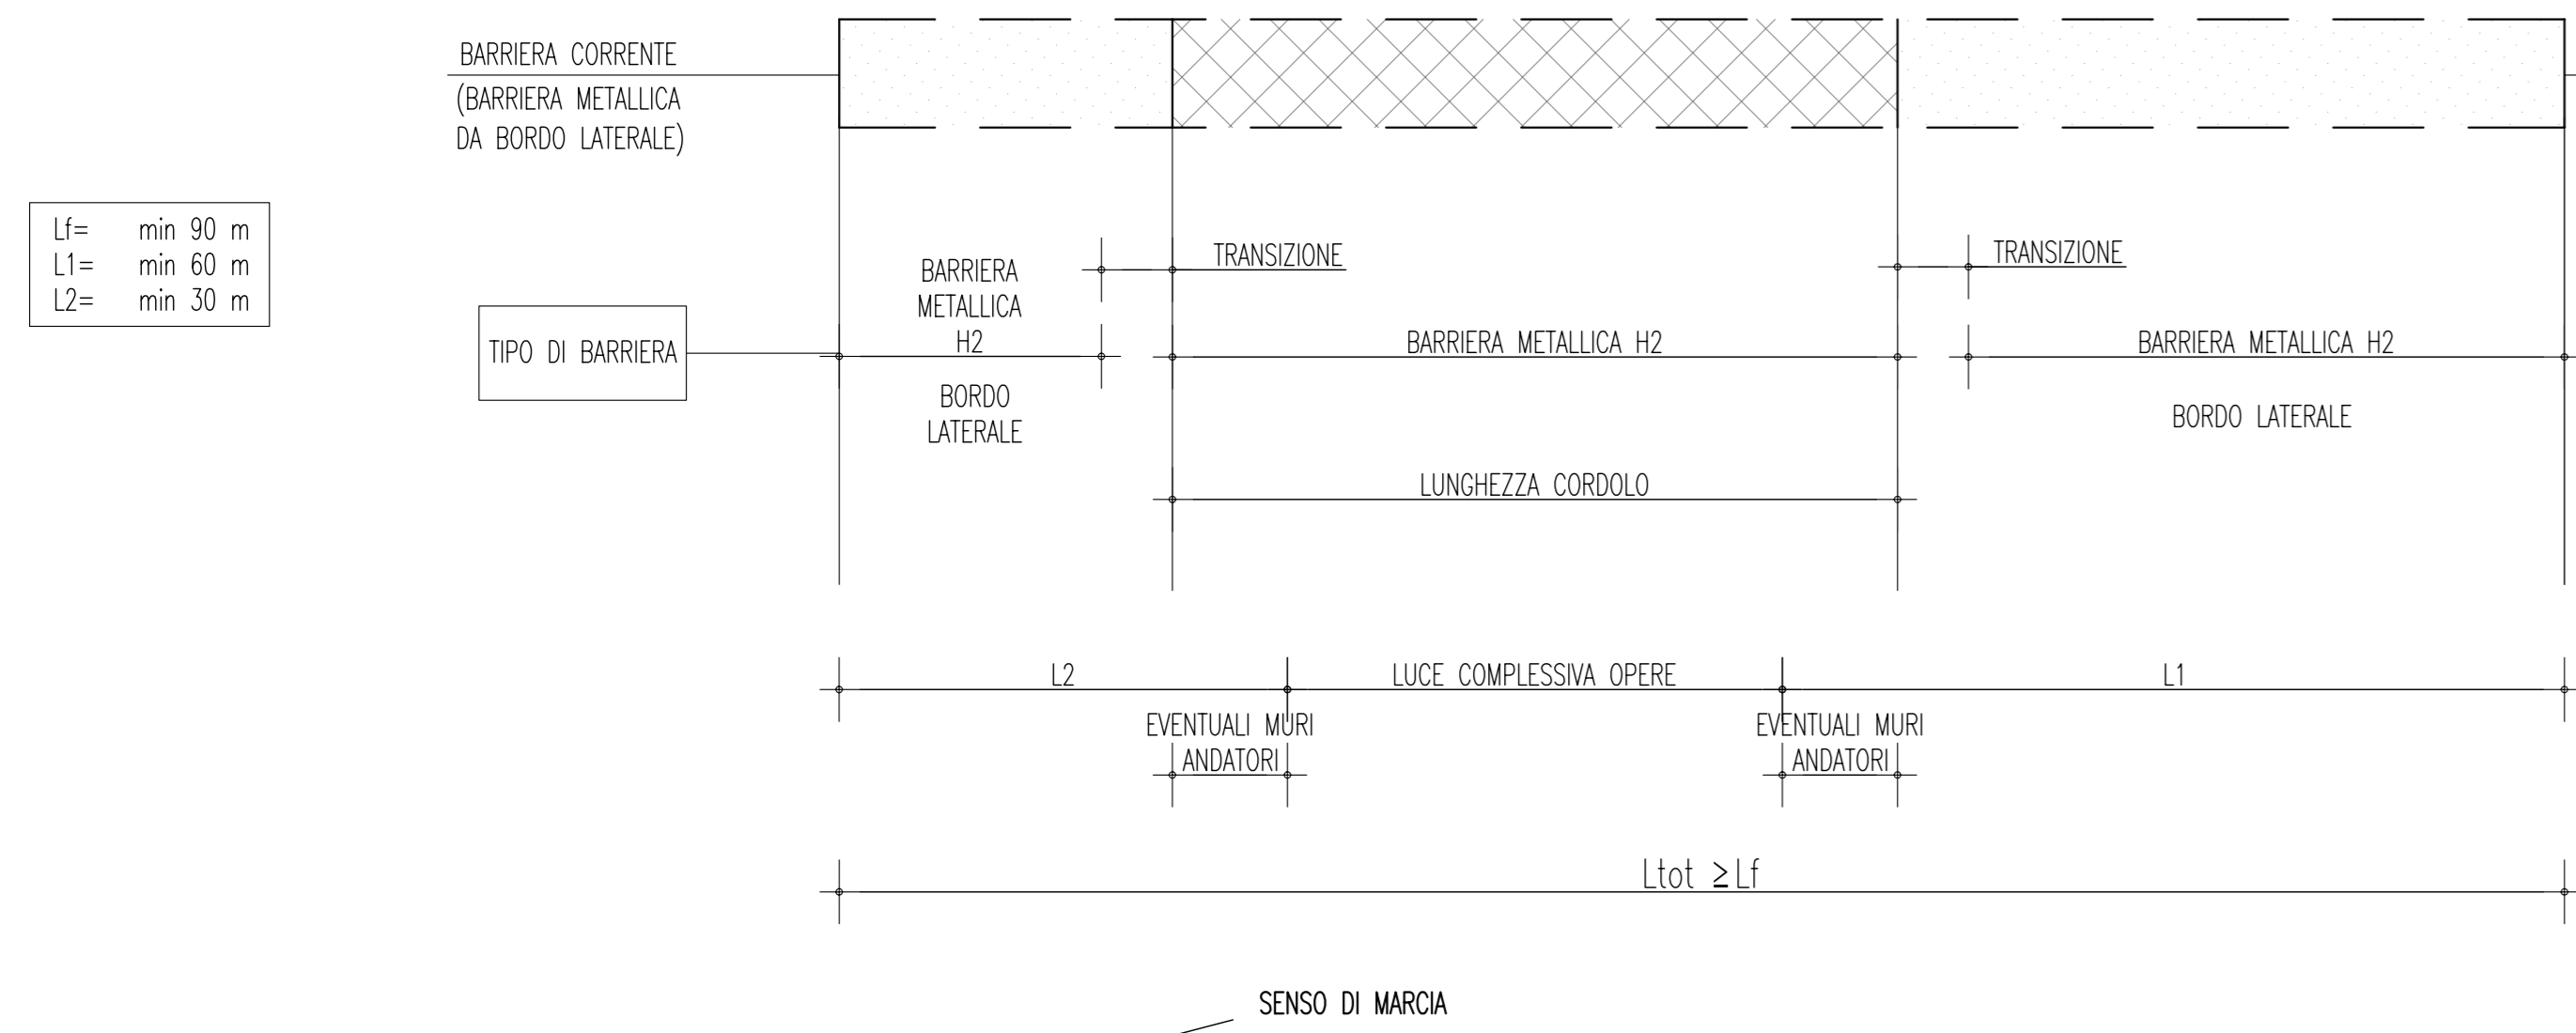 BARRIERA CORRENTE
(BARRIERA METALLICA
DA BORDO LATERALE)
Lf= min 90 m
L1= min 60 m
L2= min 30 m
TIPO DI BARRIERA
BARRIERA
METALLICA
H2
BORDO
LATERALE
TRANSIZIONE
BARRIERA METALLICA H2
TRANSIZIONE
BARRIERA METALLICA H2
BORDO LATERALE
LUNGHEZZA CORDOLO
L2
LUCE COMPLESSIVA OPERE
L1
EVENTUALI MURI
ANDATORI
EVENTUALI MURI
ANDATORI
Ltot ≥Lf
SENSO DI MARCIA